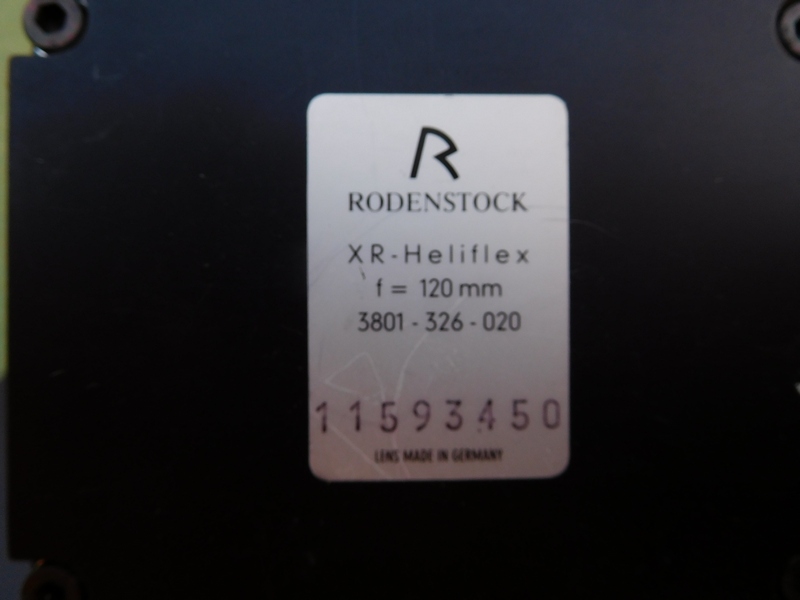 R
RODENSTOCK
XR-Heliflex
f = 120 mm
3801 - 326 - 020
11593450
LENS MADE IN GERMANY